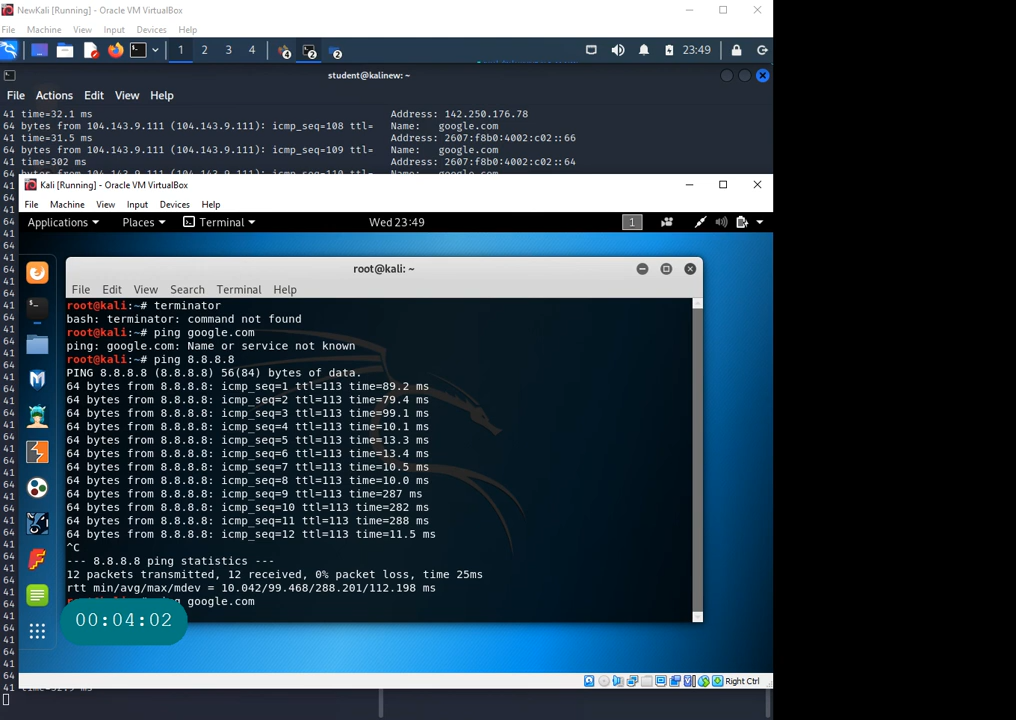 NewKali [Running] - Oracle VM VirtualBox
File Machine View Input Devices Help
1 2 3 4
4 2 2
23:49
student@kalinew: ~
File Actions Edit View Help
41 time=32.1 ms
Address: 142.250.176.78
64 bytes from 104.143.9.111 (104.143.9.111): icmp_seq=108 ttl=
Name: google.com
41 time=31.5 ms
Address: 2607:f8b0:4002:c02::66
64 bytes from 104.143.9.111 (104.143.9.111): icmp_seq=109 ttl=
Name: google.com
41 time=302 ms
Address: 2607:f8b0:4002:c02::64
Kali [Running] - Oracle VM VirtualBox
File Machine View Input Devices Help
Applications Places Terminal Wed 23:49 1
root@kali: ~
File Edit View Search Terminal Help
root@kali:~# terminator
bash: terminator: command not found
root@kali:~# ping google.com
ping: google.com: Name or service not known
root@kali:~# ping 8.8.8.8
PING 8.8.8.8 (8.8.8.8) 56(84) bytes of data.
64 bytes from 8.8.8.8: icmp_seq=1 ttl=113 time=89.2 ms
64 bytes from 8.8.8.8: icmp_seq=2 ttl=113 time=79.4 ms
64 bytes from 8.8.8.8: icmp_seq=3 ttl=113 time=99.1 ms
64 bytes from 8.8.8.8: icmp_seq=4 ttl=113 time=10.1 ms
64 bytes from 8.8.8.8: icmp_seq=5 ttl=113 time=13.3 ms
64 bytes from 8.8.8.8: icmp_seq=6 ttl=113 time=13.4 ms
64 bytes from 8.8.8.8: icmp_seq=7 ttl=113 time=10.5 ms
64 bytes from 8.8.8.8: icmp_seq=8 ttl=113 time=10.0 ms
64 bytes from 8.8.8.8: icmp_seq=9 ttl=113 time=287 ms
64 bytes from 8.8.8.8: icmp_seq=10 ttl=113 time=282 ms
64 bytes from 8.8.8.8: icmp_seq=11 ttl=113 time=288 ms
64 bytes from 8.8.8.8: icmp_seq=12 ttl=113 time=11.5 ms
^C
--- 8.8.8.8 ping statistics ---
12 packets transmitted, 12 received, 0% packet loss, time 25ms
rtt min/avg/max/mdev = 10.042/99.468/288.201/112.198 ms
google.com
00:04:02
Right Ctrl